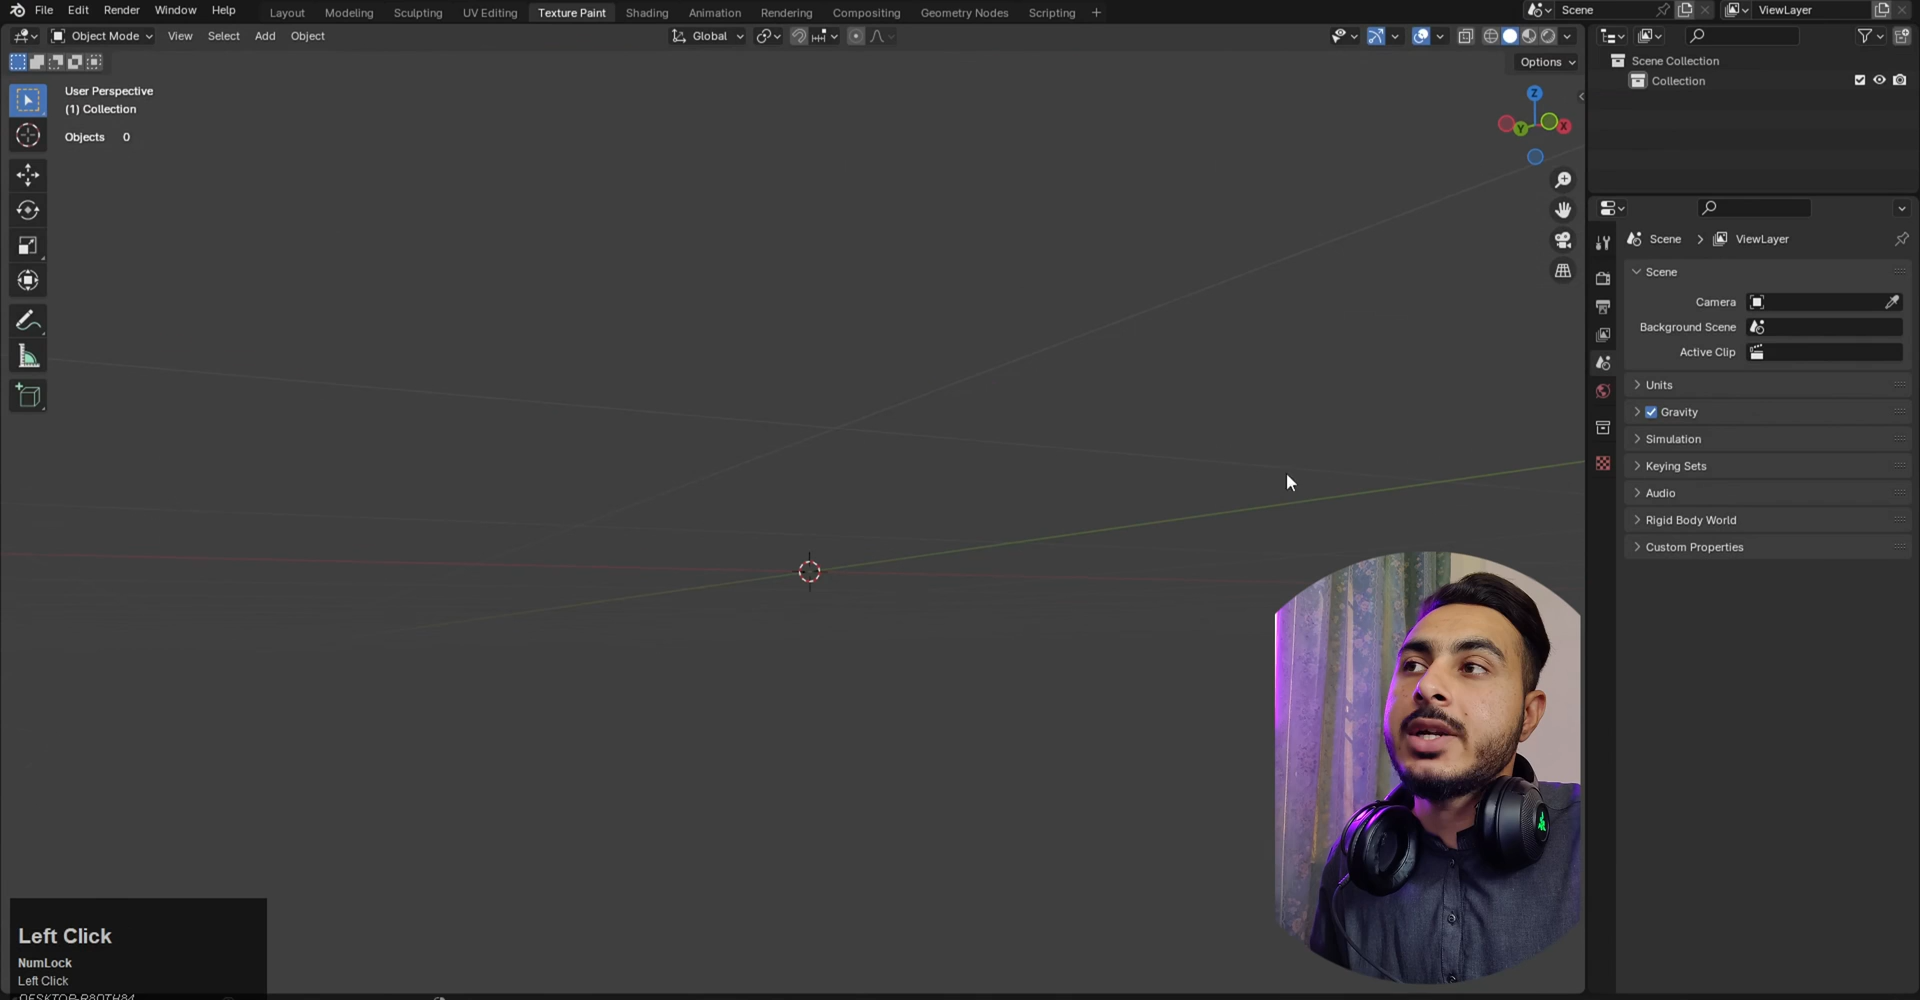 File Edit Render Window Help
Layout Modeling Sculpting UV Editing Texture Paint Shading Animation Rendering Compositing Geometry Nodes Scripting
Scene
ViewLayer
Object Mode View Select Add Object
Global
Options
User Perspective
(1) Collection
Objects 0
Z
Y
X
Scene Collection
Collection
Scene > ViewLayer
Scene
Camera
Background Scene
Active Clip
Units
Gravity
Simulation
Keying Sets
Audio
Rigid Body World
Custom Properties
Left Click
NumLock
Left Click